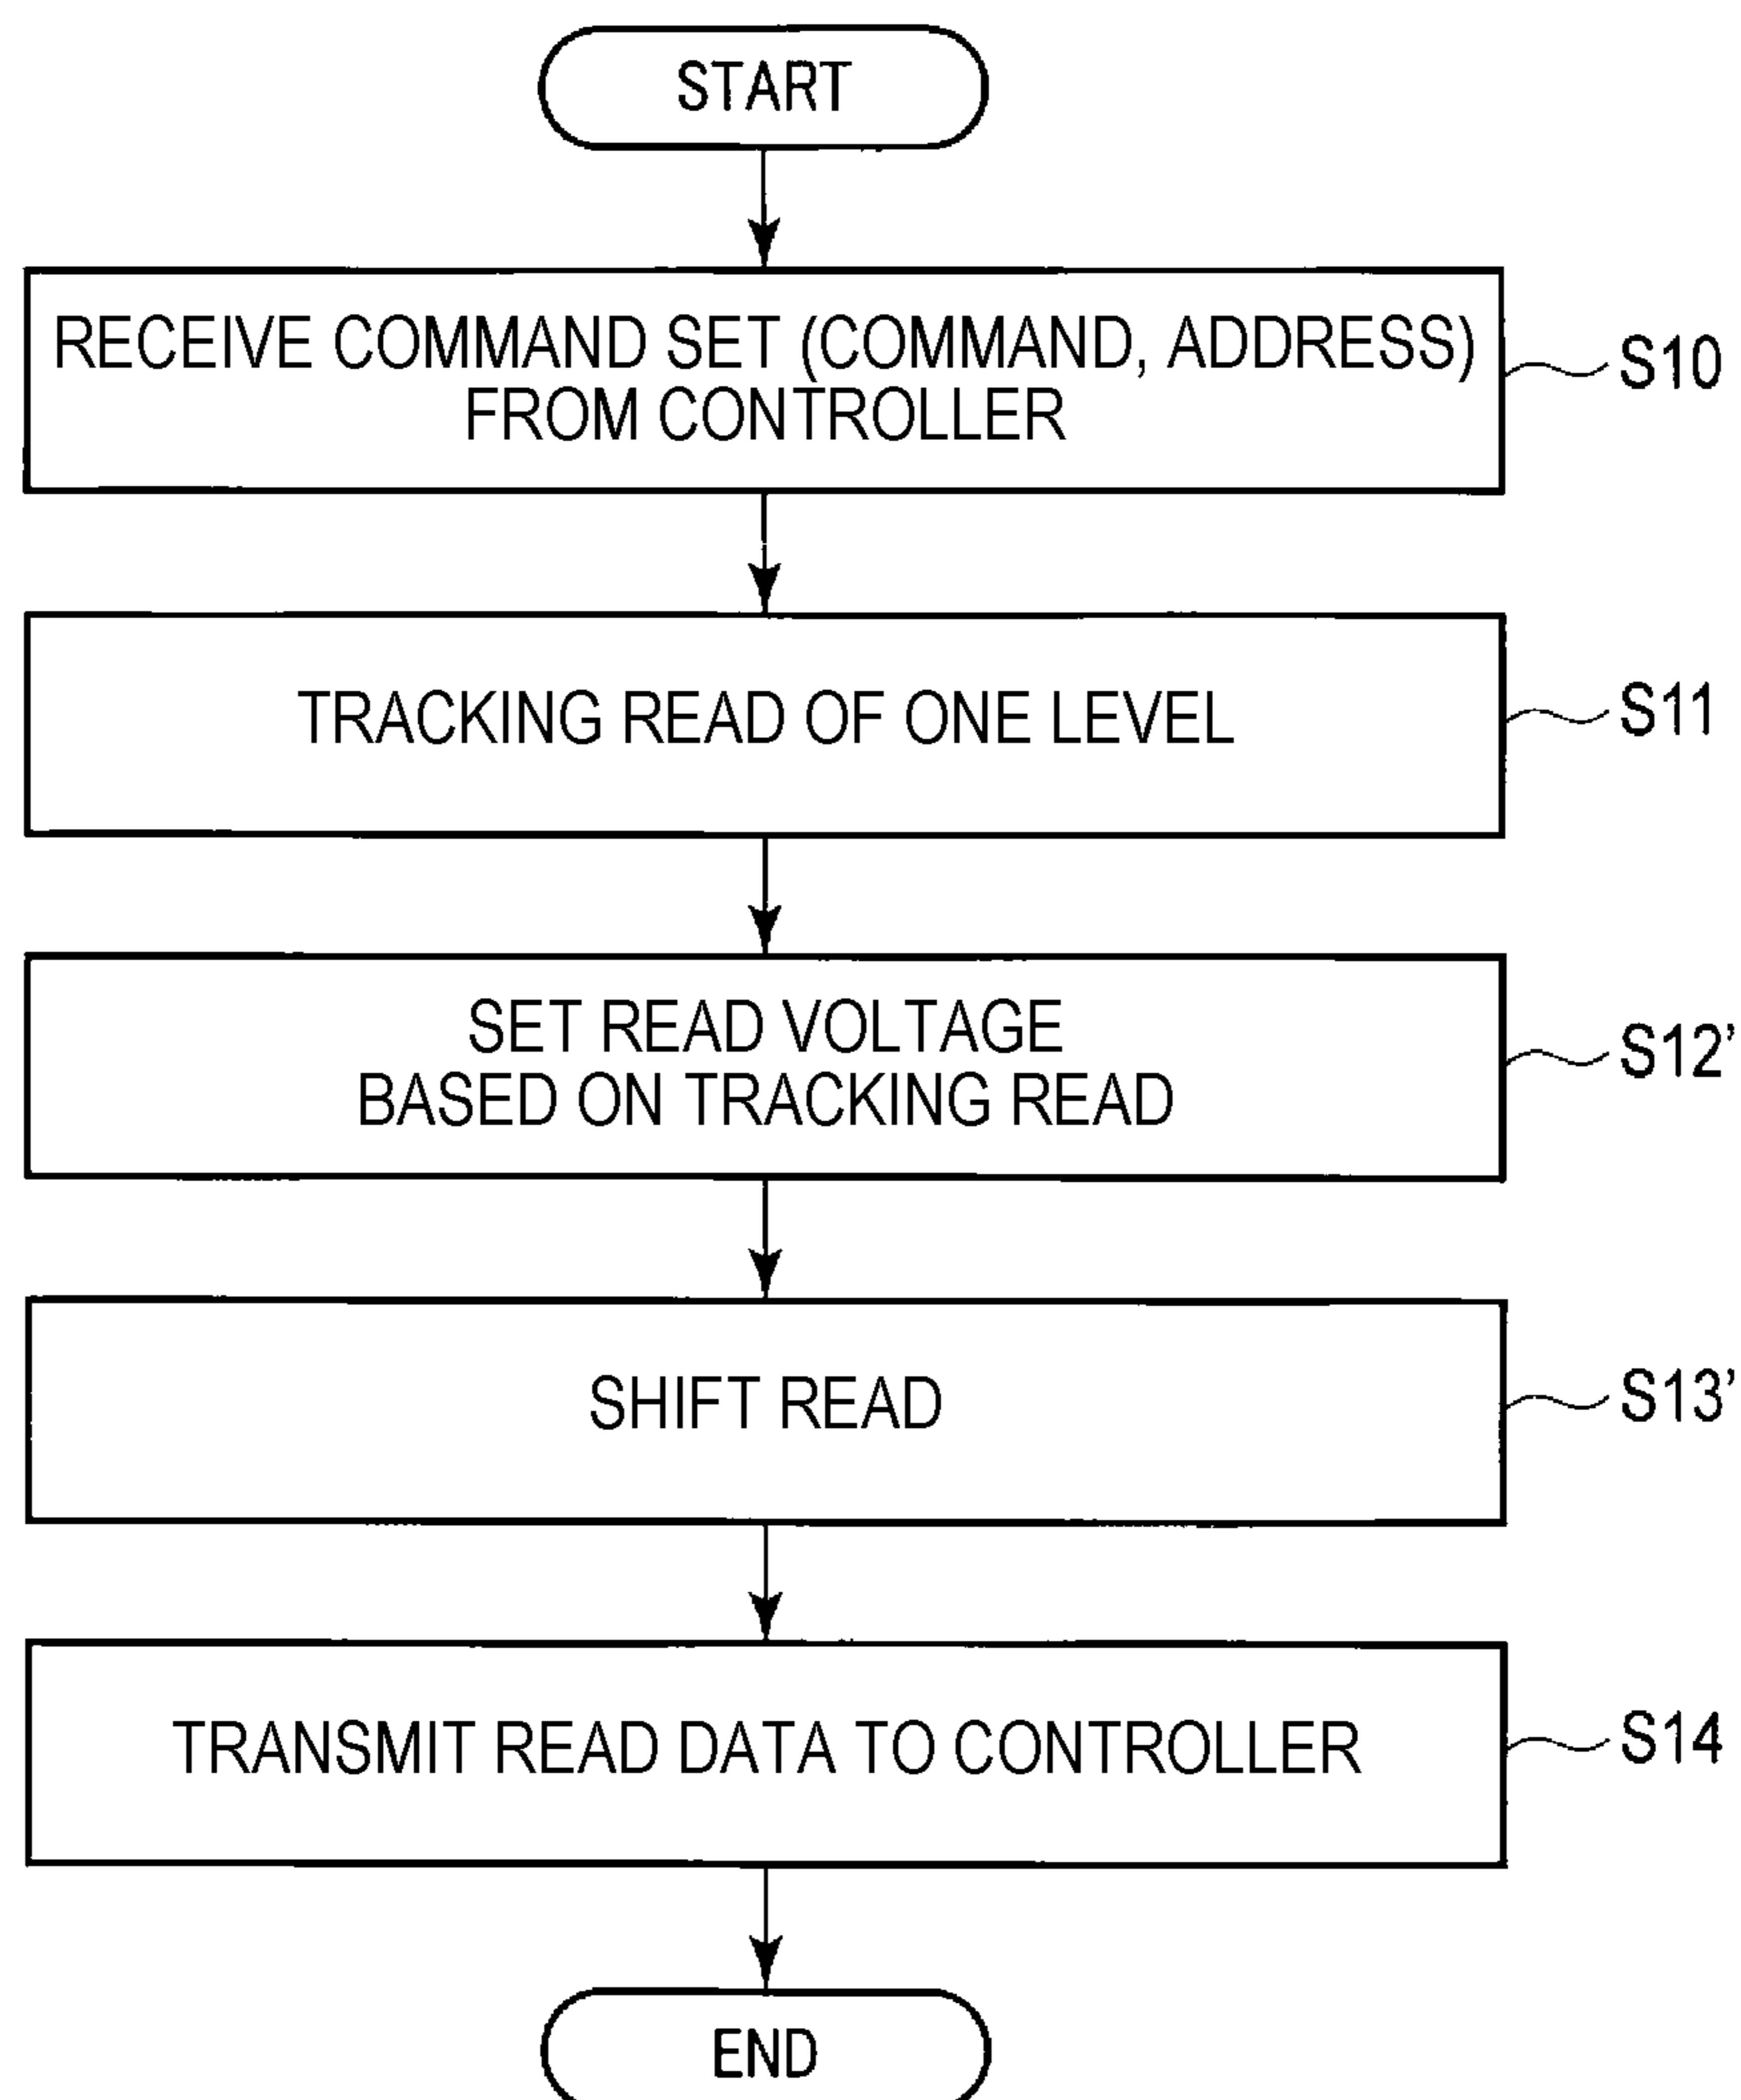 START
RECEIVE COMMAND SET (COMMAND, ADDRESS)
FROM CONTROLLER
S10
TRACKING READ OF ONE LEVEL
S11
SET READ VOLTAGE
BASED ON TRACKING READ
S12’
SHIFT READ
S13’
TRANSMIT READ DATA TO CONTROLLER
S14
END